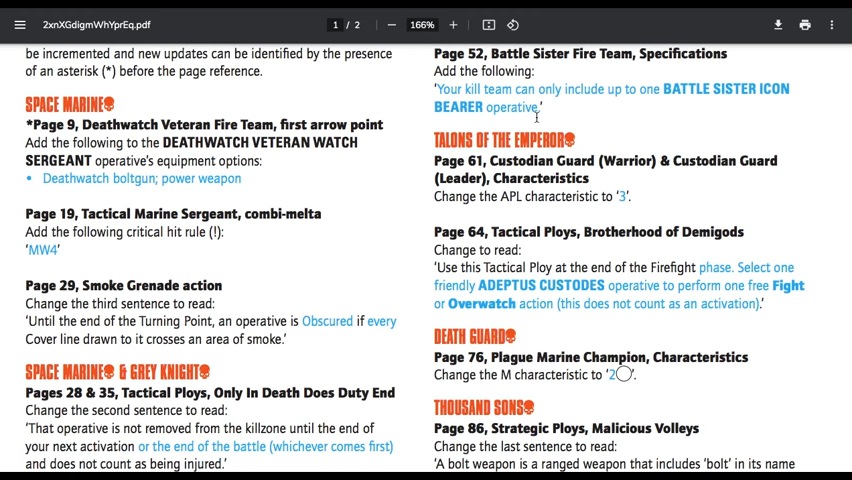 2xnXGdigmWhYprEq.pdf
1 / 2
166%
be incremented and new updates can be identified by the presence
of an asterisk (*) before the page reference.
SPACE MARINE
*Page 9, Deathwatch Veteran Fire Team, first arrow point
Add the following to the DEATHWATCH VETERAN WATCH
SERGEANT operative's equipment options:
• Deathwatch boltgun; power weapon
Page 19, Tactical Marine Sergeant, combi-melta
Add the following critical hit rule (!):
'MW4'
Page 29, Smoke Grenade action
Change the third sentence to read:
'Until the end of the Turning Point, an operative is Obscured if every
Cover line drawn to it crosses an area of smoke.'
SPACE MARINE & GREY KNIGHT
Pages 28 & 35, Tactical Ploys, Only In Death Does Duty End
Change the second sentence to read:
'That operative is not removed from the killzone until the end of
your next activation or the end of the battle (whichever comes first)
and does not count as being injured.'
Page 52, Battle Sister Fire Team, Specifications
Add the following:
'Your kill team can only include up to one BATTLE SISTER ICON
BEARER operative.'
TALONS OF THE EMPEROR
Page 61, Custodian Guard (Warrior) & Custodian Guard
(Leader), Characteristics
Change the APL characteristic to '3'.
Page 64, Tactical Ploys, Brotherhood of Demigods
Change to read:
'Use this Tactical Ploy at the end of the Firefight phase. Select one
friendly ADEPTUS CUSTODES operative to perform one free Fight
or Overwatch action (this does not count as an activation).'
DEATH GUARD
Page 76, Plague Marine Champion, Characteristics
Change the M characteristic to '2◯'.
THOUSAND SONS
Page 86, Strategic Ploys, Malicious Volleys
Change the last sentence to read:
'A bolt weapon is a ranged weapon that includes 'bolt' in its name